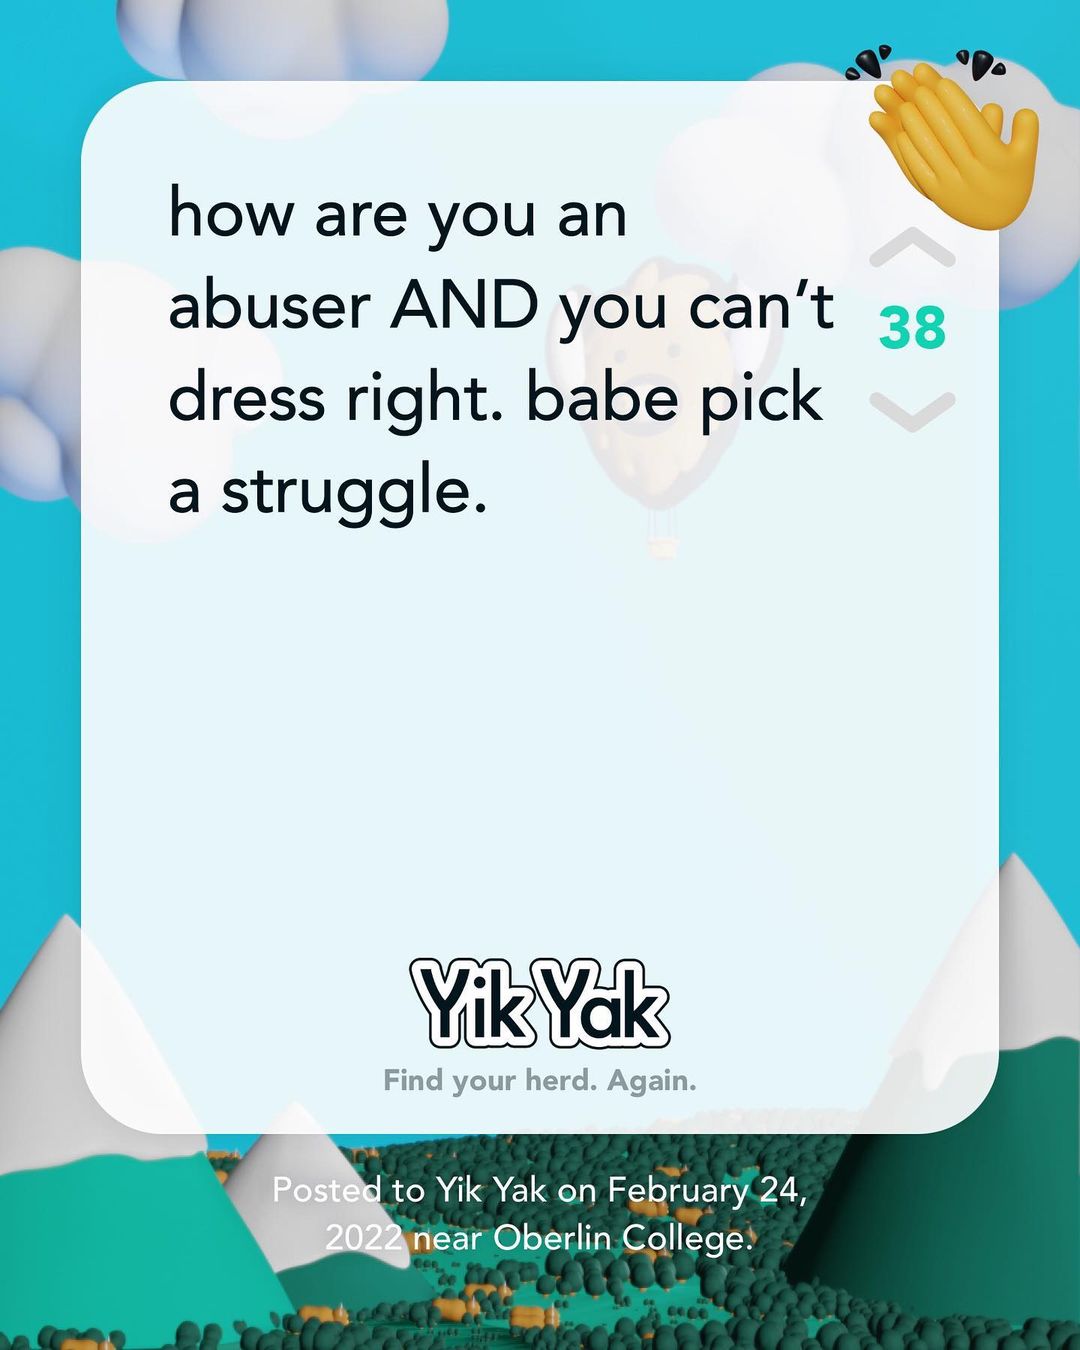 how are you an
abuser AND you can’t
dress right. babe pick
a struggle.
38
Yik Yak
Find your herd. Again.
Posted to Yik Yak on February 24,
2022 near Oberlin College.